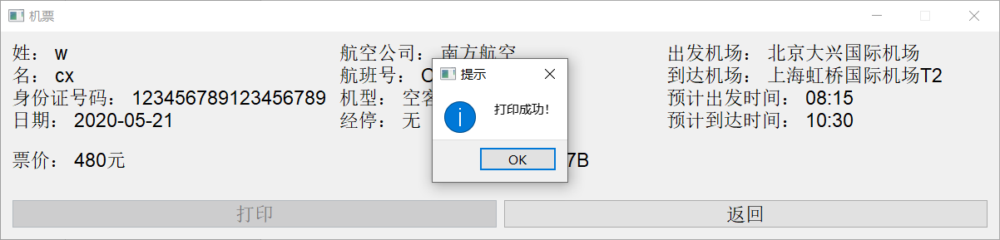 机票
姓： w
名： cx
身份证号码： 123456789123456789
日期： 2020-05-21
票价： 480元
航空公司： 南方航空
航班号： C
机型： 空客
经停： 无
7B
出发机场： 北京大兴国际机场
到达机场： 上海虹桥国际机场T2
预计出发时间： 08:15
预计到达时间： 10:30
提示
打印成功！
OK
打印
返回